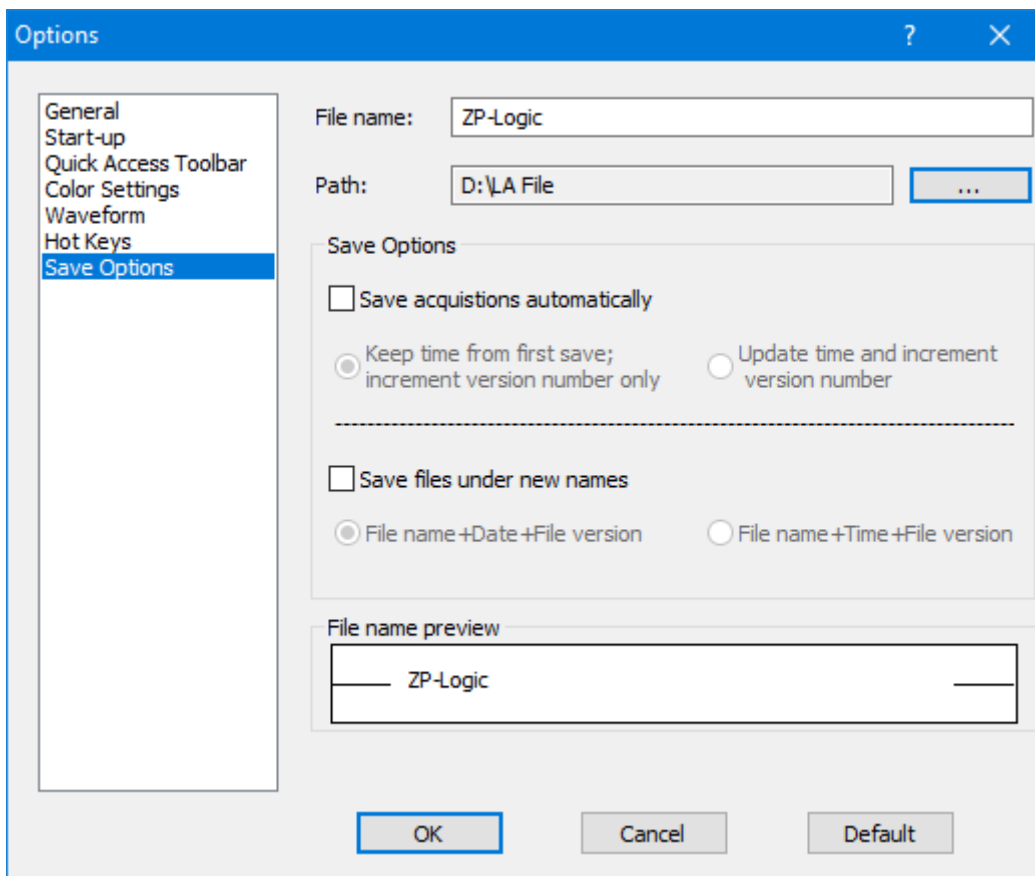 Options
?
General
Start-up
Quick Access Toolbar
Color Settings
Waveform
Hot Keys
Save Options
File name:
ZP-Logic
Path:
D:\LA File
...
Save Options
Save acquistions automatically
Keep time from first save;
increment version number only
Update time and increment
version number
Save files under new names
File name+Date+File version
File name+Time+File version
File name preview
ZP-Logic
OK
Cancel
Default